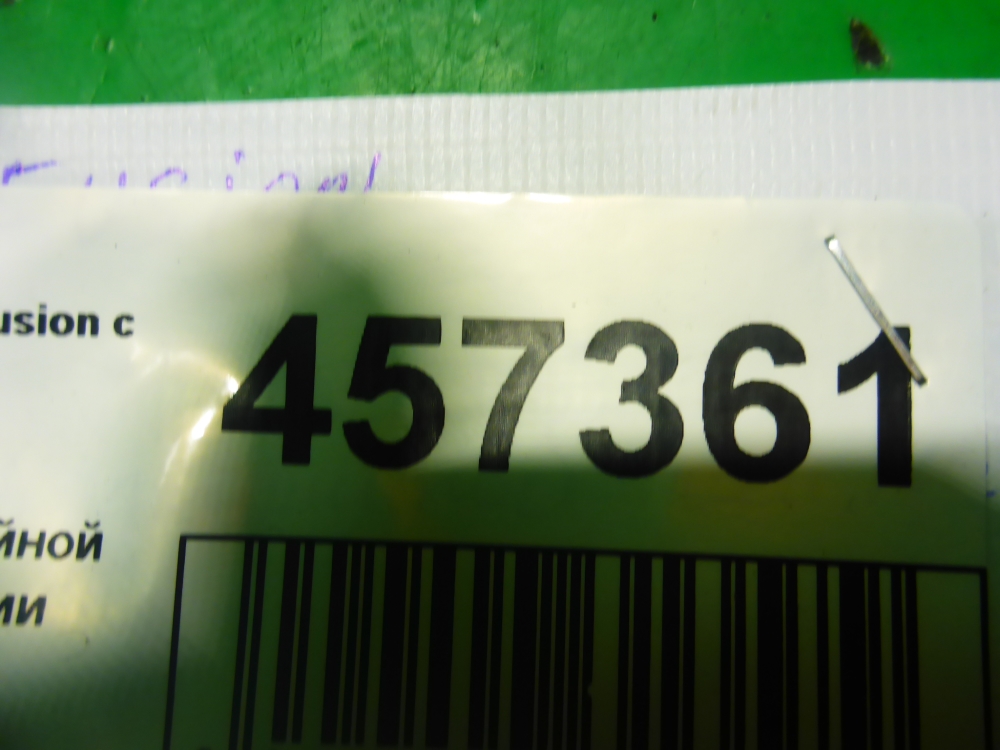 usion c
457361
йной
ии